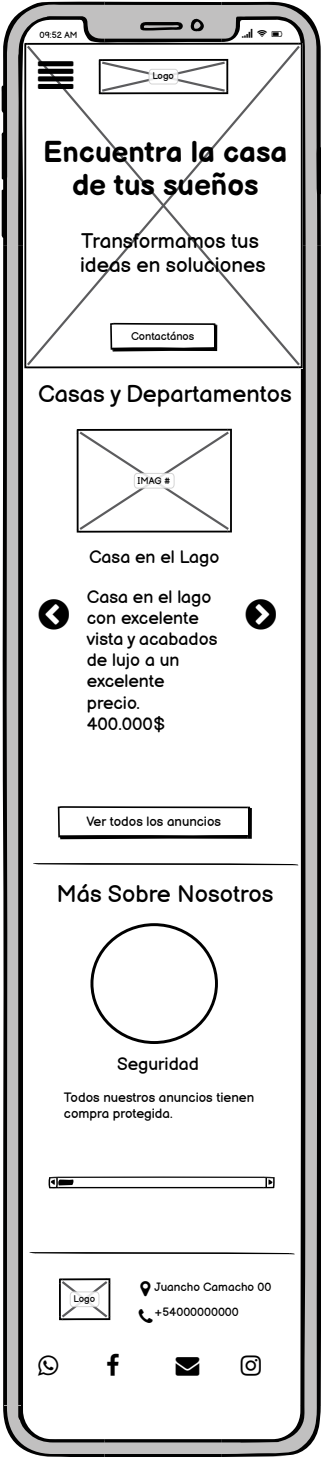 09:52 AM
Logo
Encuentra la casa
de tus sueños
Transformamos tus
ideas en soluciones
Contactános
Casas y Departamentos
IMAG #
Casa en el Lago
Casa en el lago
con excelente
vista y acabados
de lujo a un
excelente
precio.
400.000$
Ver todos los anuncios
Más Sobre Nosotros
Seguridad
Todos nuestros anuncios tienen
compra protegida.
Logo
Juancho Camacho 00
+54000000000